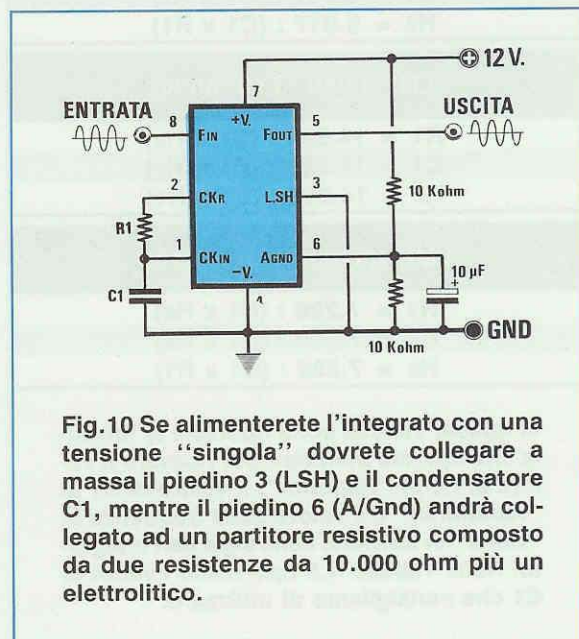 12 V.
ENTRATA
USCITA
7
+V.
8
FIN
FOUT
5
2
CKR
L.SH
3
10 Kohm
R1
1
CKIN
AGND
6
10 µF
+
C1
–V.
4
GND
10 Kohm
Fig.10 Se alimenterete l'integrato con una
tensione ''singola'' dovrete collegare a
massa il piedino 3 (LSH) e il condensatore
C1, mentre il piedino 6 (A/Gnd) andrà col-
legato ad un partitore resistivo composto
da due resistenze da 10.000 ohm più un
elettrolitico.